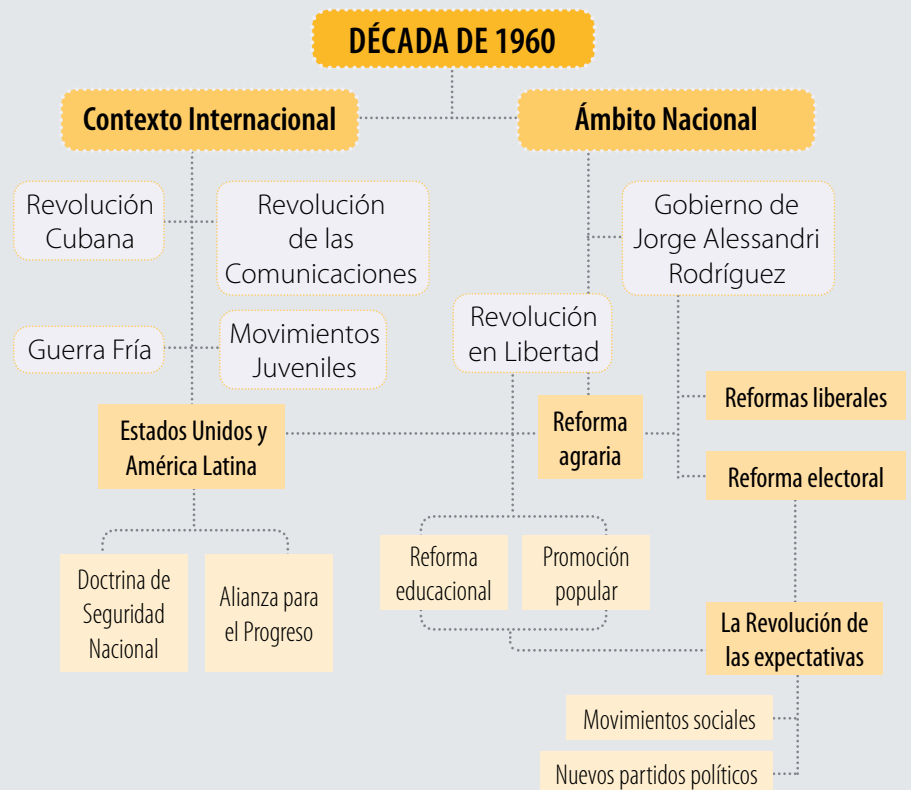 DÉCADA DE 1960
Contexto Internacional
Ámbito Nacional
Revolución
Cubana
Revolución
de las
Comunicaciones
Gobierno de
Jorge Alessandri
Rodríguez
Guerra Fría
Movimientos
Juveniles
Revolución
en Libertad
Estados Unidos y
América Latina
Reforma
agraria
Reformas liberales
Reforma electoral
Doctrina de
Seguridad
Nacional
Alianza para
el Progreso
Reforma
educacional
Promoción
popular
La Revolución de
las expectativas
Movimientos sociales
Nuevos partidos políticos